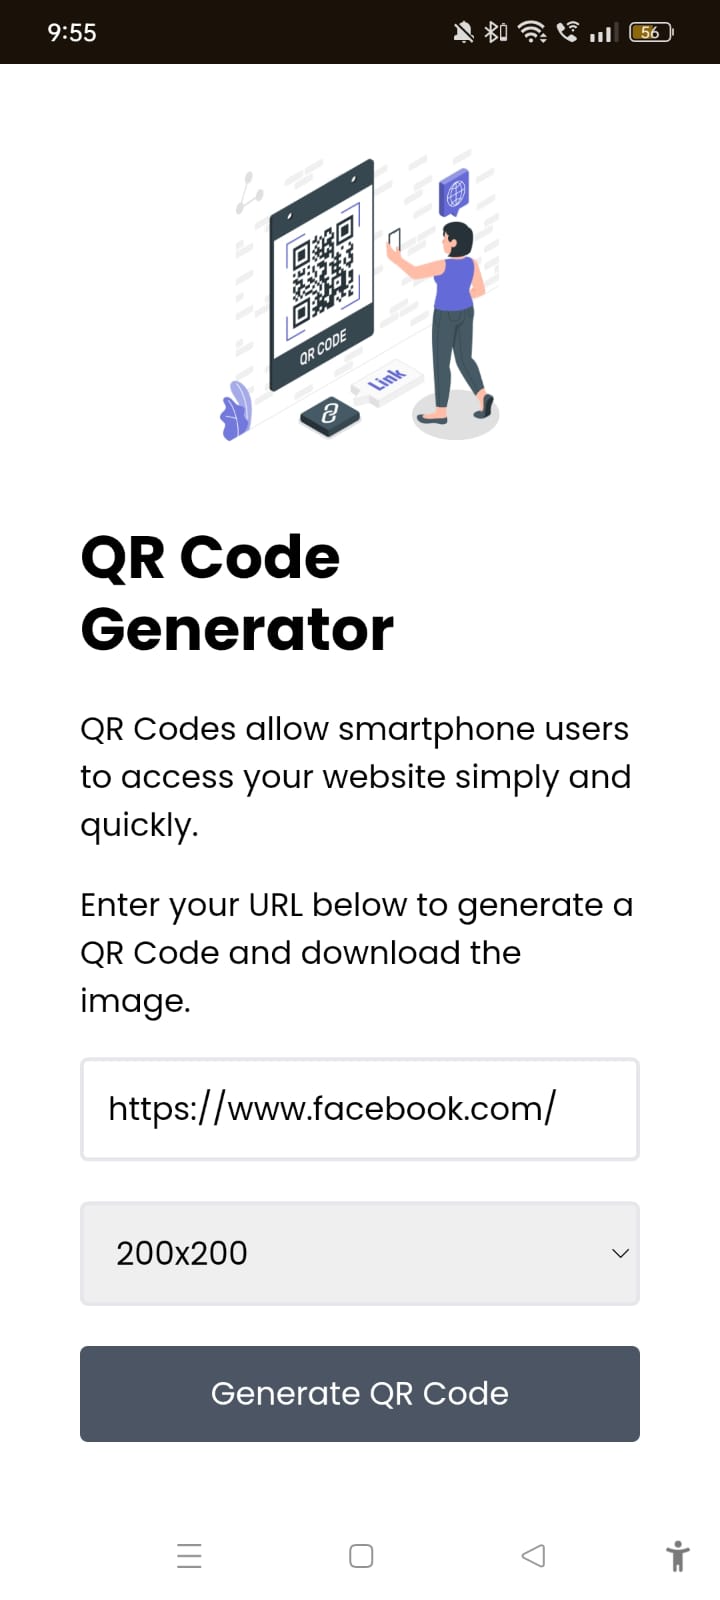 9:55
56
QR CODE
Link
QR Code
Generator
QR Codes allow smartphone users
to access your website simply and
quickly.
Enter your URL below to generate a
QR Code and download the
image.
https://www.facebook.com/
200x200
Generate QR Code